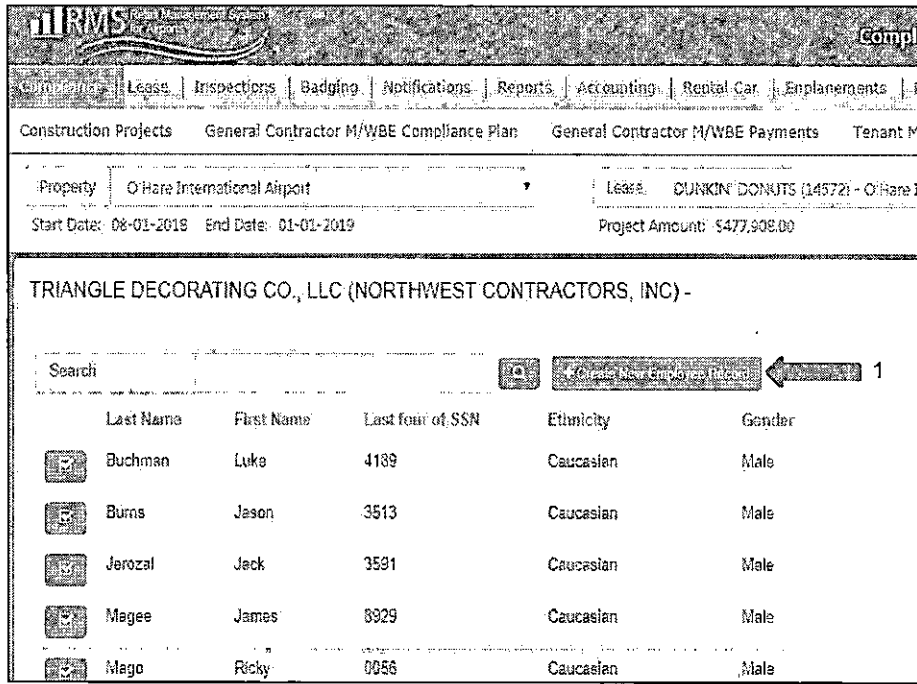 RMS Retail Management System
for Airports
Compl
Compliance Lease Inspections Badging Notifications Reports Accounting Rental Car Enplanements
Construction Projects General Contractor M/WBE Compliance Plan General Contractor M/WBE Payments Tenant M
Property O'Hare International Airport Lease DUNKIN' DONUTS (14572) - O'Hare I
Start Date: 08-01-2018 End Date: 01-01-2019 Project Amount: $477,908.00
TRIANGLE DECORATING CO., LLC (NORTHWEST CONTRACTORS, INC) -
Search + Create New Employee Record 1
Last Name First Name Last four of SSN Ethnicity Gender
Buchman Luke 4189 Caucasian Male
Burns Jason 3513 Caucasian Male
Jerozal Jack 3591 Caucasian Male
Magee James 8929 Caucasian Male
Mago Ricky 0056 Caucasian Male